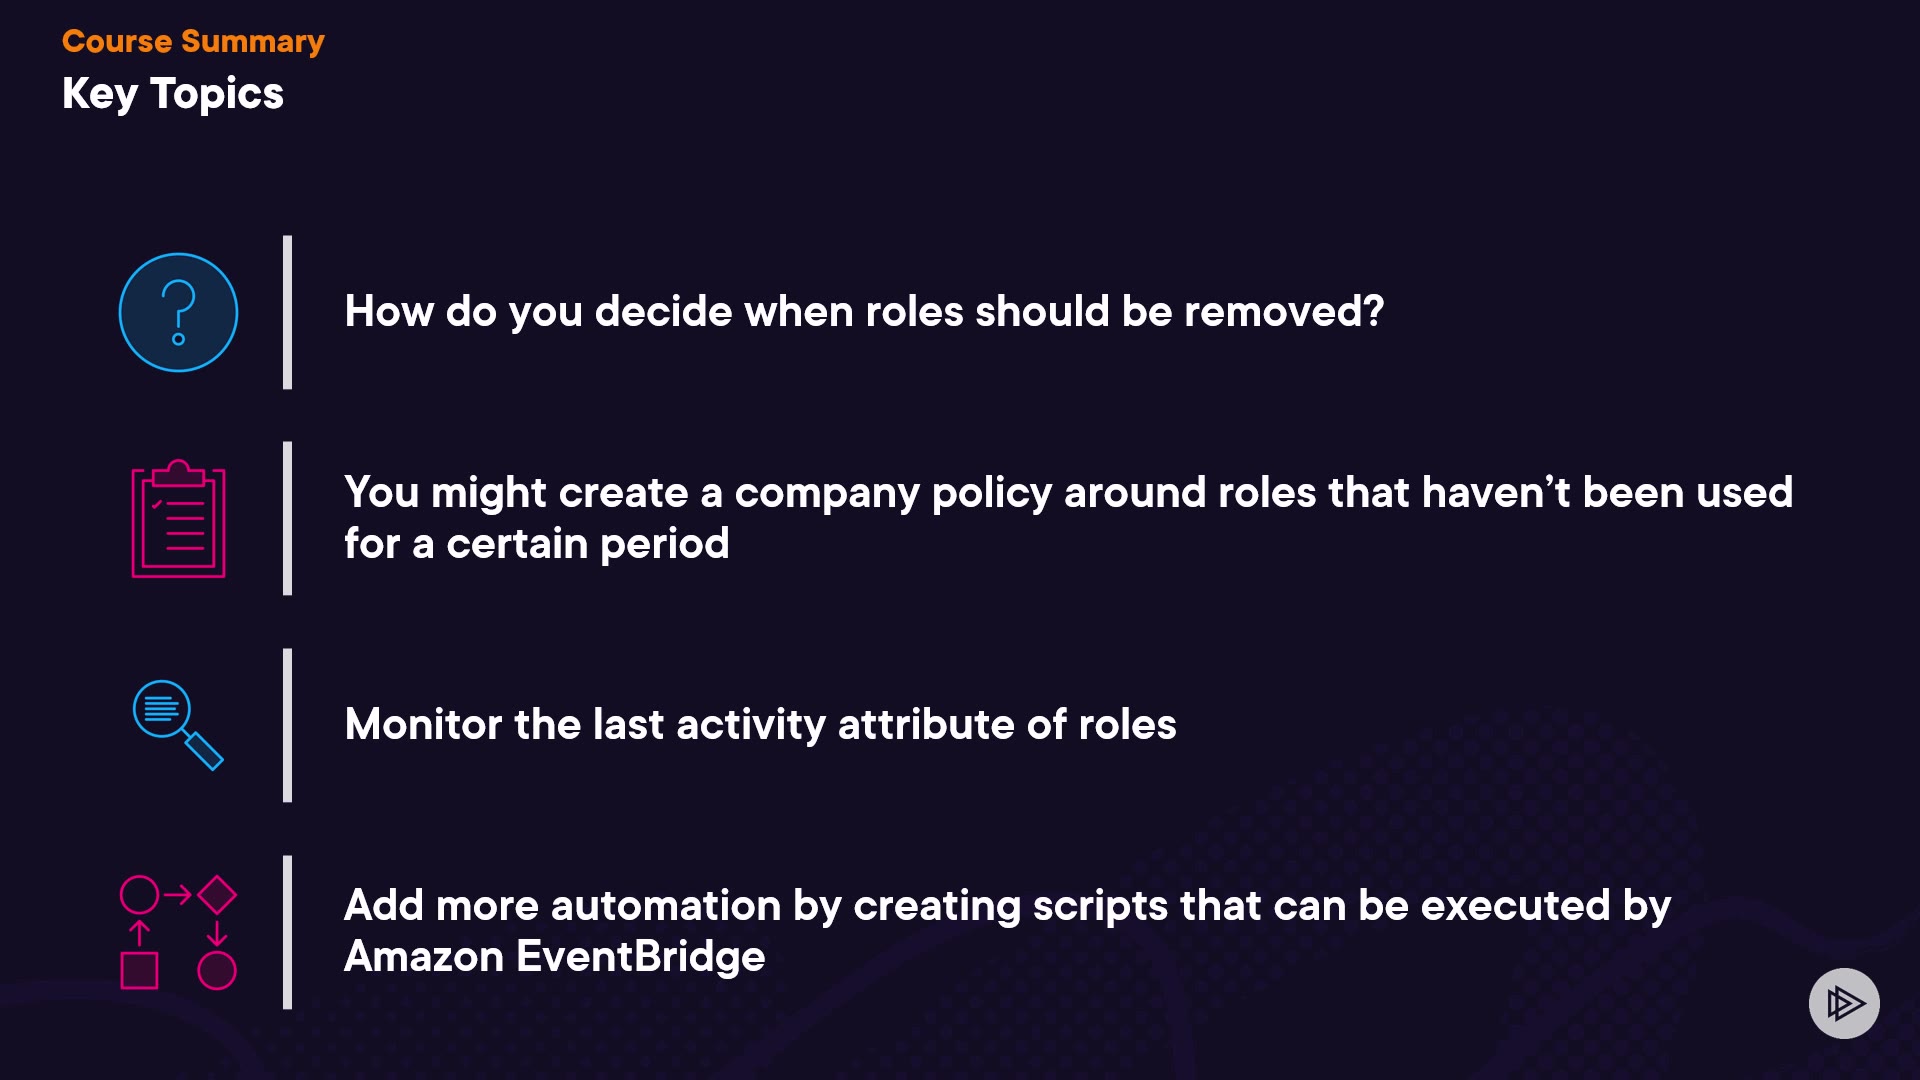 Course Summary
Key Topics
How do you decide when roles should be removed?
You might create a company policy around roles that haven’t been used
for a certain period
Monitor the last activity attribute of roles
Add more automation by creating scripts that can be executed by
Amazon EventBridge